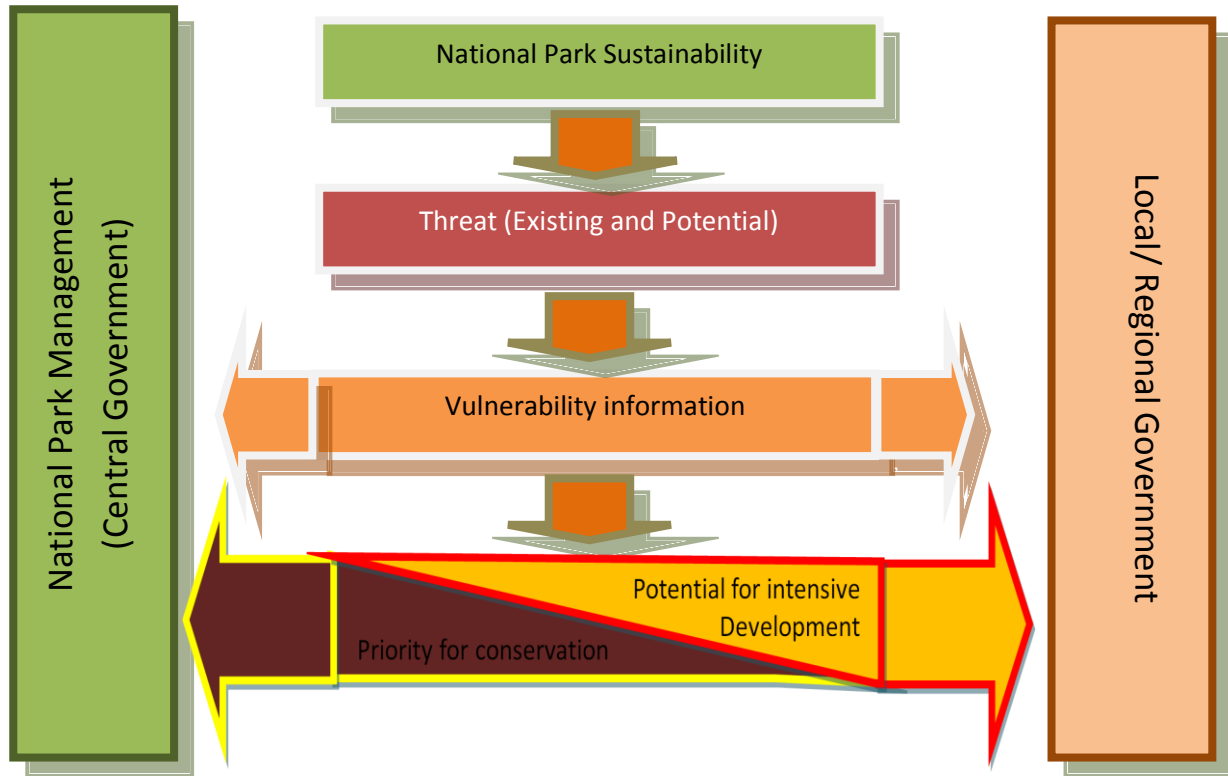 National Park Management
(Central Government)
National Park Sustainability
Threat (Existing and Potential)
Vulnerability information
Potential for intensive
Development
Priority for conservation
Local/ Regional Government